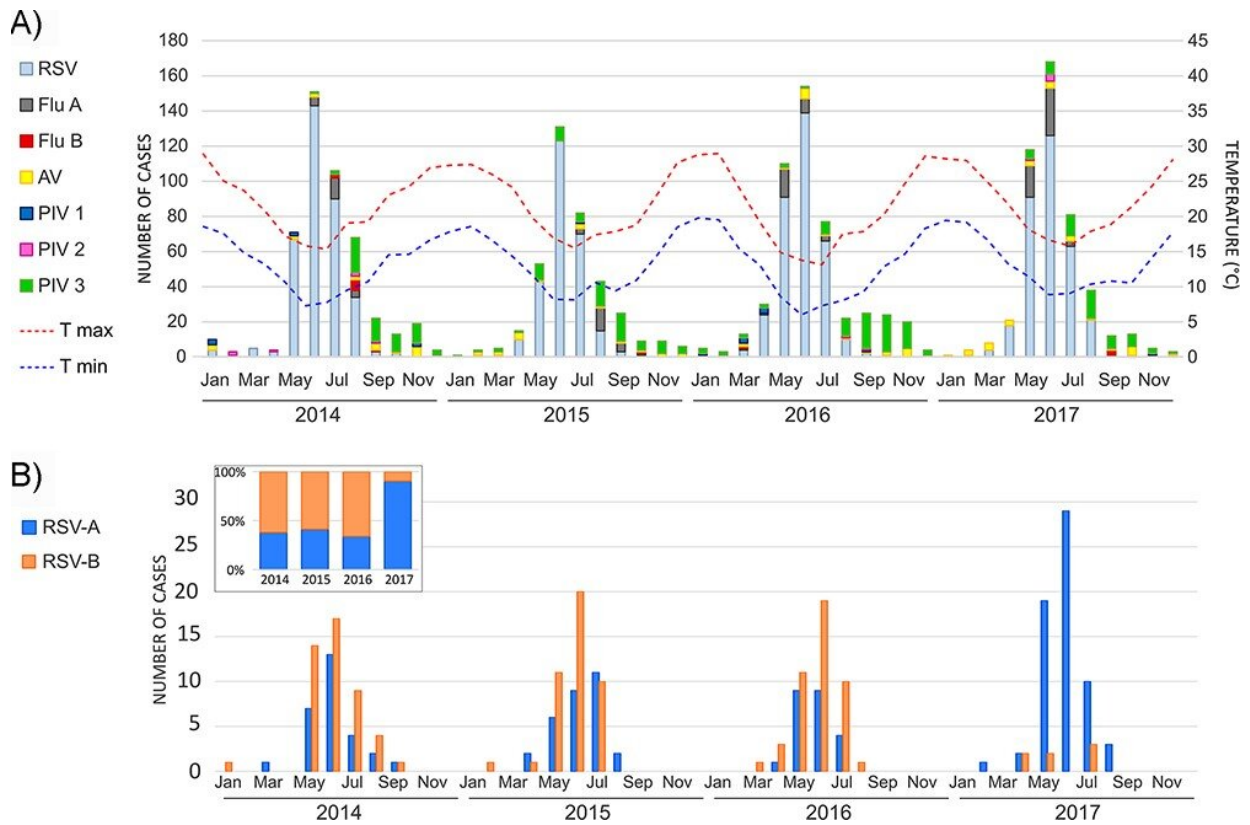 A)
RSV
Flu A
Flu B
AV
PIV 1
PIV 2
PIV 3
T max
T min
NUMBER OF CASES
180
160
140
120
100
80
60
40
20
0
45
40
35
30
25
20
15
10
5
0
TEMPERATURE (°C)
Jan Mar May Jul Sep Nov Jan Mar May Jul Sep Nov Jan Mar May Jul Sep Nov Jan Mar May Jul Sep Nov
2014 2015 2016 2017
B)
RSV-A
RSV-B
100%
50%
0%
2014 2015 2016 2017
NUMBER OF CASES
30
25
20
15
10
5
0
Jan Mar May Jul Sep Nov Jan Mar May Jul Sep Nov Jan Mar May Jul Sep Nov Jan Mar May Jul Sep Nov
2014 2015 2016 2017